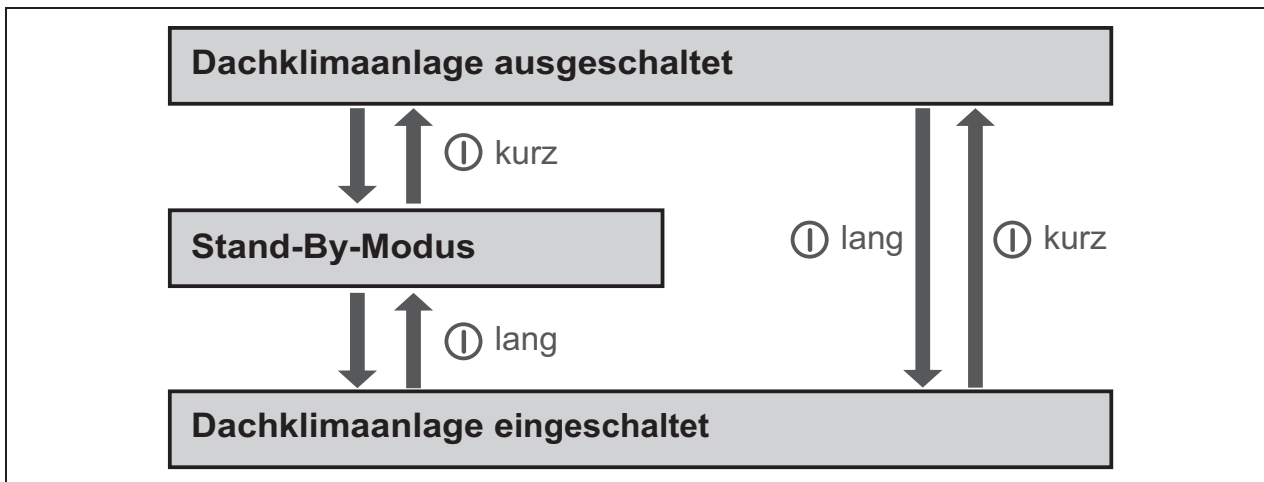 Dachklimaanlage ausgeschaltet
kurz
Stand-By-Modus
lang
kurz
lang
Dachklimaanlage eingeschaltet